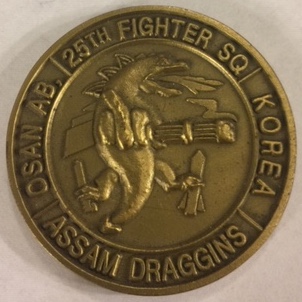 25TH FIGHTER SQ
KOREA
ASSAM DRAGGINS
OSAN AB.